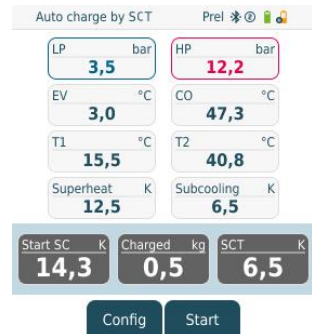 Auto charge by SCT Prel
LP bar HP bar
3,5 12,2
EV °C CO °C
3,0 47,3
T1 °C T2 °C
15,5 40,8
Superheat K Subcooling K
12,5 6,5
Start SC K Charged kg SCT K
14,3 0,5 6,5
Config Start